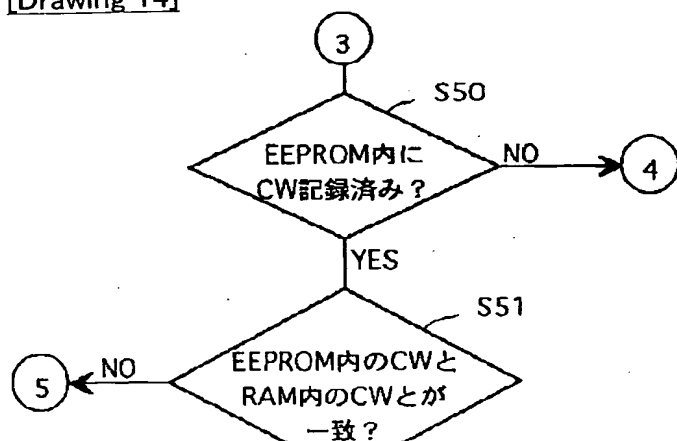 [Drawing 14]
3
S50
EEPROM内に
CW記録済み？
NO
4
YES
S51
EEPROM内のCWと
RAM内のCWとが
一致？
NO
5